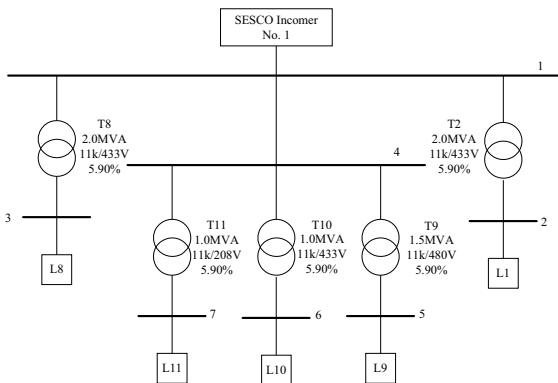 SESCO Incomer
No. 1
1
T8
2.0MVA
11k/433V
5.90%
T2
2.0MVA
11k/433V
5.90%
4
3
2
L8
L1
T11
1.0MVA
11k/208V
5.90%
T10
1.0MVA
11k/433V
5.90%
T9
1.5MVA
11k/480V
5.90%
7
6
5
L11
L10
L9